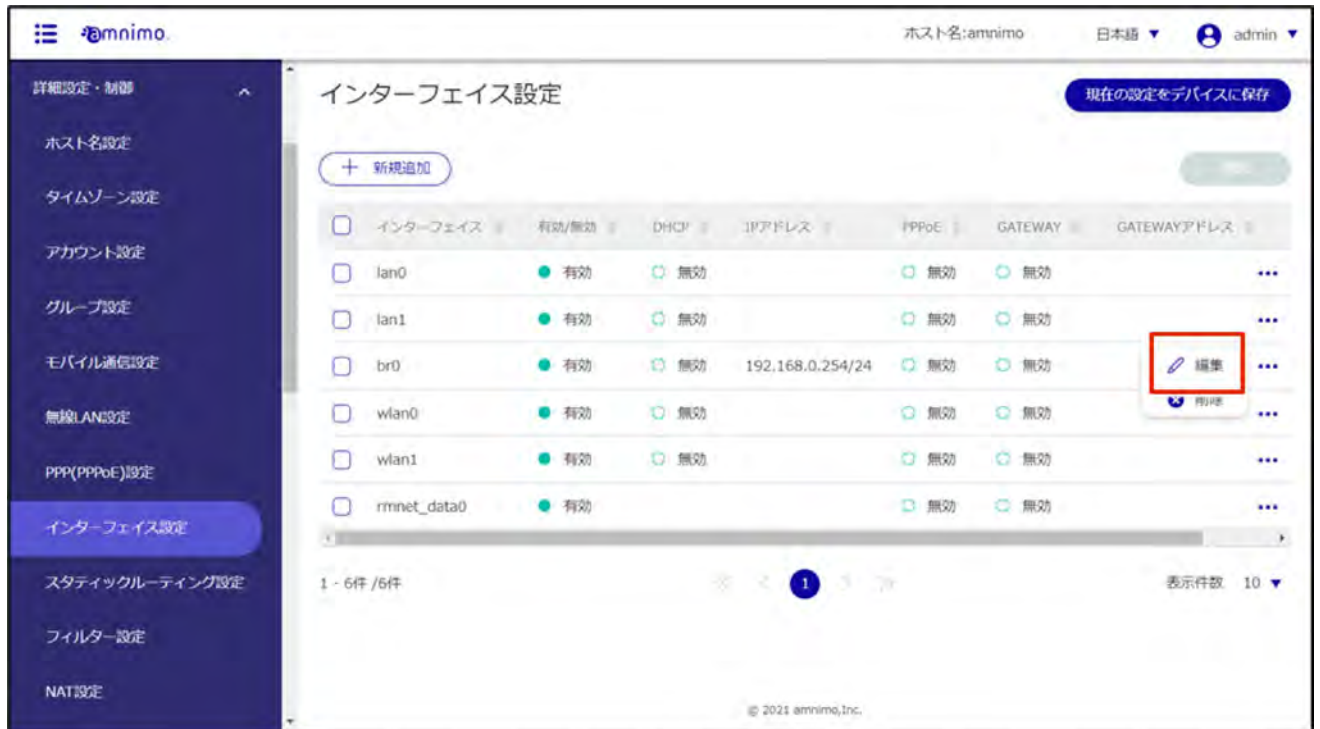 amnimo.
ホスト名:amnimo 日本語 ▼ admin ▼
詳細設定・制御
ホスト名設定
タイムゾーン設定
アカウント設定
グループ設定
モバイル通信設定
無線LAN設定
PPP(PPPoE)設定
インターフェイス設定
スタティックルーティング設定
フィルター設定
NAT設定
インターフェイス設定
現在の設定をデバイスに保存
+ 新規追加
インターフェイス 有効/無効 DHCP IPアドレス PPPoE GATEWAY GATEWAYアドレス
lan0 有効 無効 無効 無効 •••
lan1 有効 無効 無効 無効 •••
br0 有効 無効 192.168.0.254/24 無効 無効 編集 •••
削除
wlan0 有効 無効 無効 無効 •••
wlan1 有効 無効 無効 無効 •••
rmnet_data0 有効 無効 無効 •••
1 - 6件 /6件 1 表示件数 10 ▼
© 2021 amnimo,Inc.